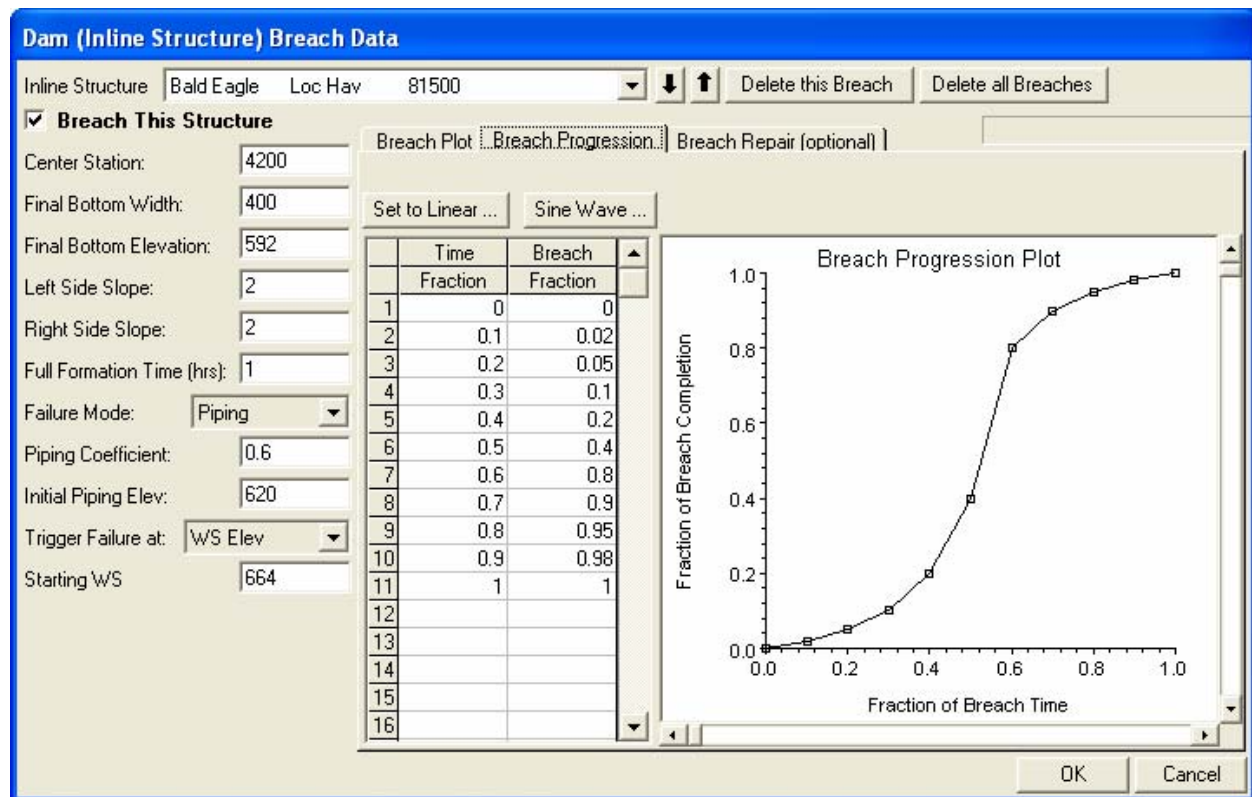 Dam (Inline Structure) Breach Data
Inline Structure Bald Eagle Loc Hav 81500 Delete this Breach Delete all Breaches
Breach This Structure
Breach Plot Breach Progression Breach Repair (optional)
Center Station: 4200
Final Bottom Width: 400
Final Bottom Elevation: 592
Left Side Slope: 2
Right Side Slope: 2
Full Formation Time (hrs): 1
Failure Mode: Piping
Piping Coefficient: 0.6
Initial Piping Elev: 620
Trigger Failure at: WS Elev
Starting WS 664
Set to Linear ... Sine Wave ...
Time Breach
Fraction Fraction
1 0 0
2 0.1 0.02
3 0.2 0.05
4 0.3 0.1
5 0.4 0.2
6 0.5 0.4
7 0.6 0.8
8 0.7 0.9
9 0.8 0.95
10 0.9 0.98
11 1 1
12
13
14
15
16
Breach Progression Plot
Fraction of Breach Completion
1.0
0.8
0.6
0.4
0.2
0.0
0.0 0.2 0.4 0.6 0.8 1.0
Fraction of Breach Time
OK Cancel